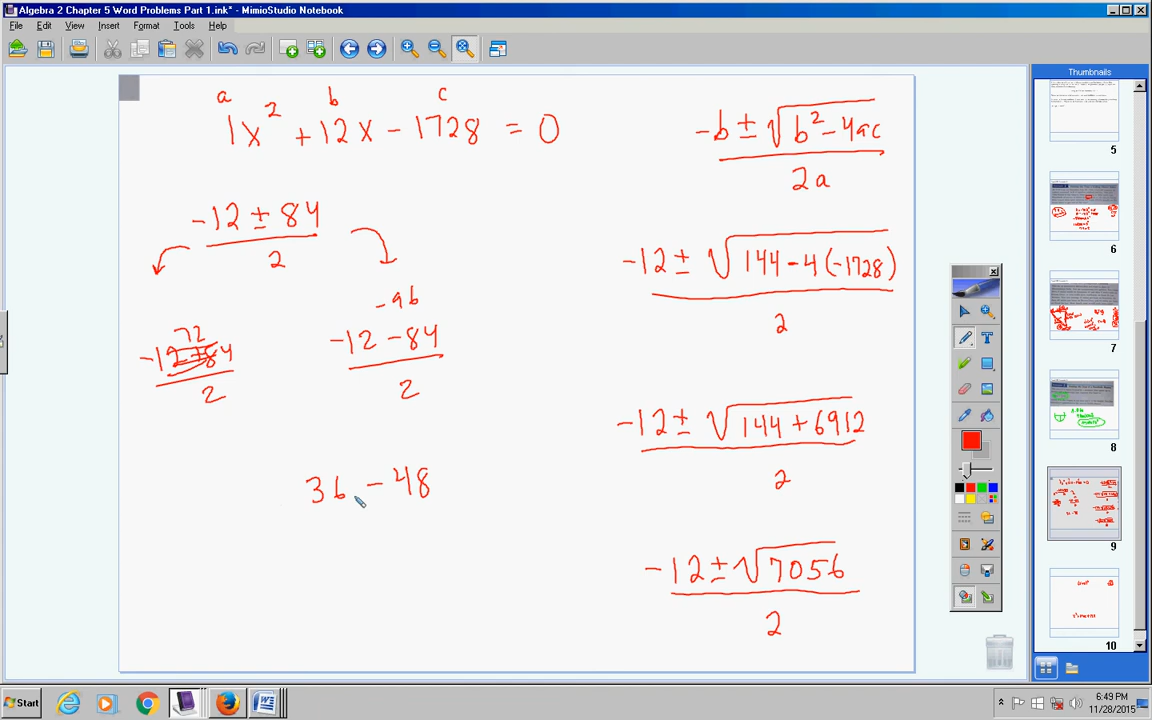 Algebra 2 Chapter 5 Word Problems Part 1.ink* - MimioStudio Notebook
File Edit View Insert Format Tools Help
Thumbnails
a b c
1x² + 12x - 1728 = 0
-12 ± 84
2
72
-12 + 84
2
-96
-12 - 84
2
36 -48
-b ± √b² - 4ac
2a
-12 ± √144 - 4(-1728)
2
-12 ± √144 + 6912
2
-12 ± √7056
2
5
6
7
8
9
10
Start
6:49 PM
11/28/2015